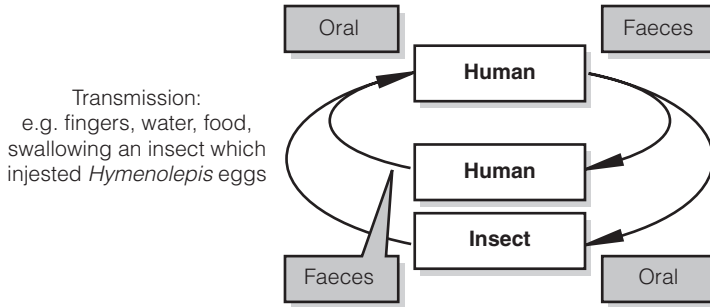 Oral
Faeces
Human
Transmission:
e.g. fingers, water, food,
swallowing an insect which
injested Hymenolepis eggs
Human
Insect
Faeces
Oral